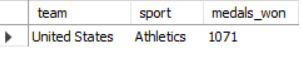 team sport medals_won
United States Athletics 1071